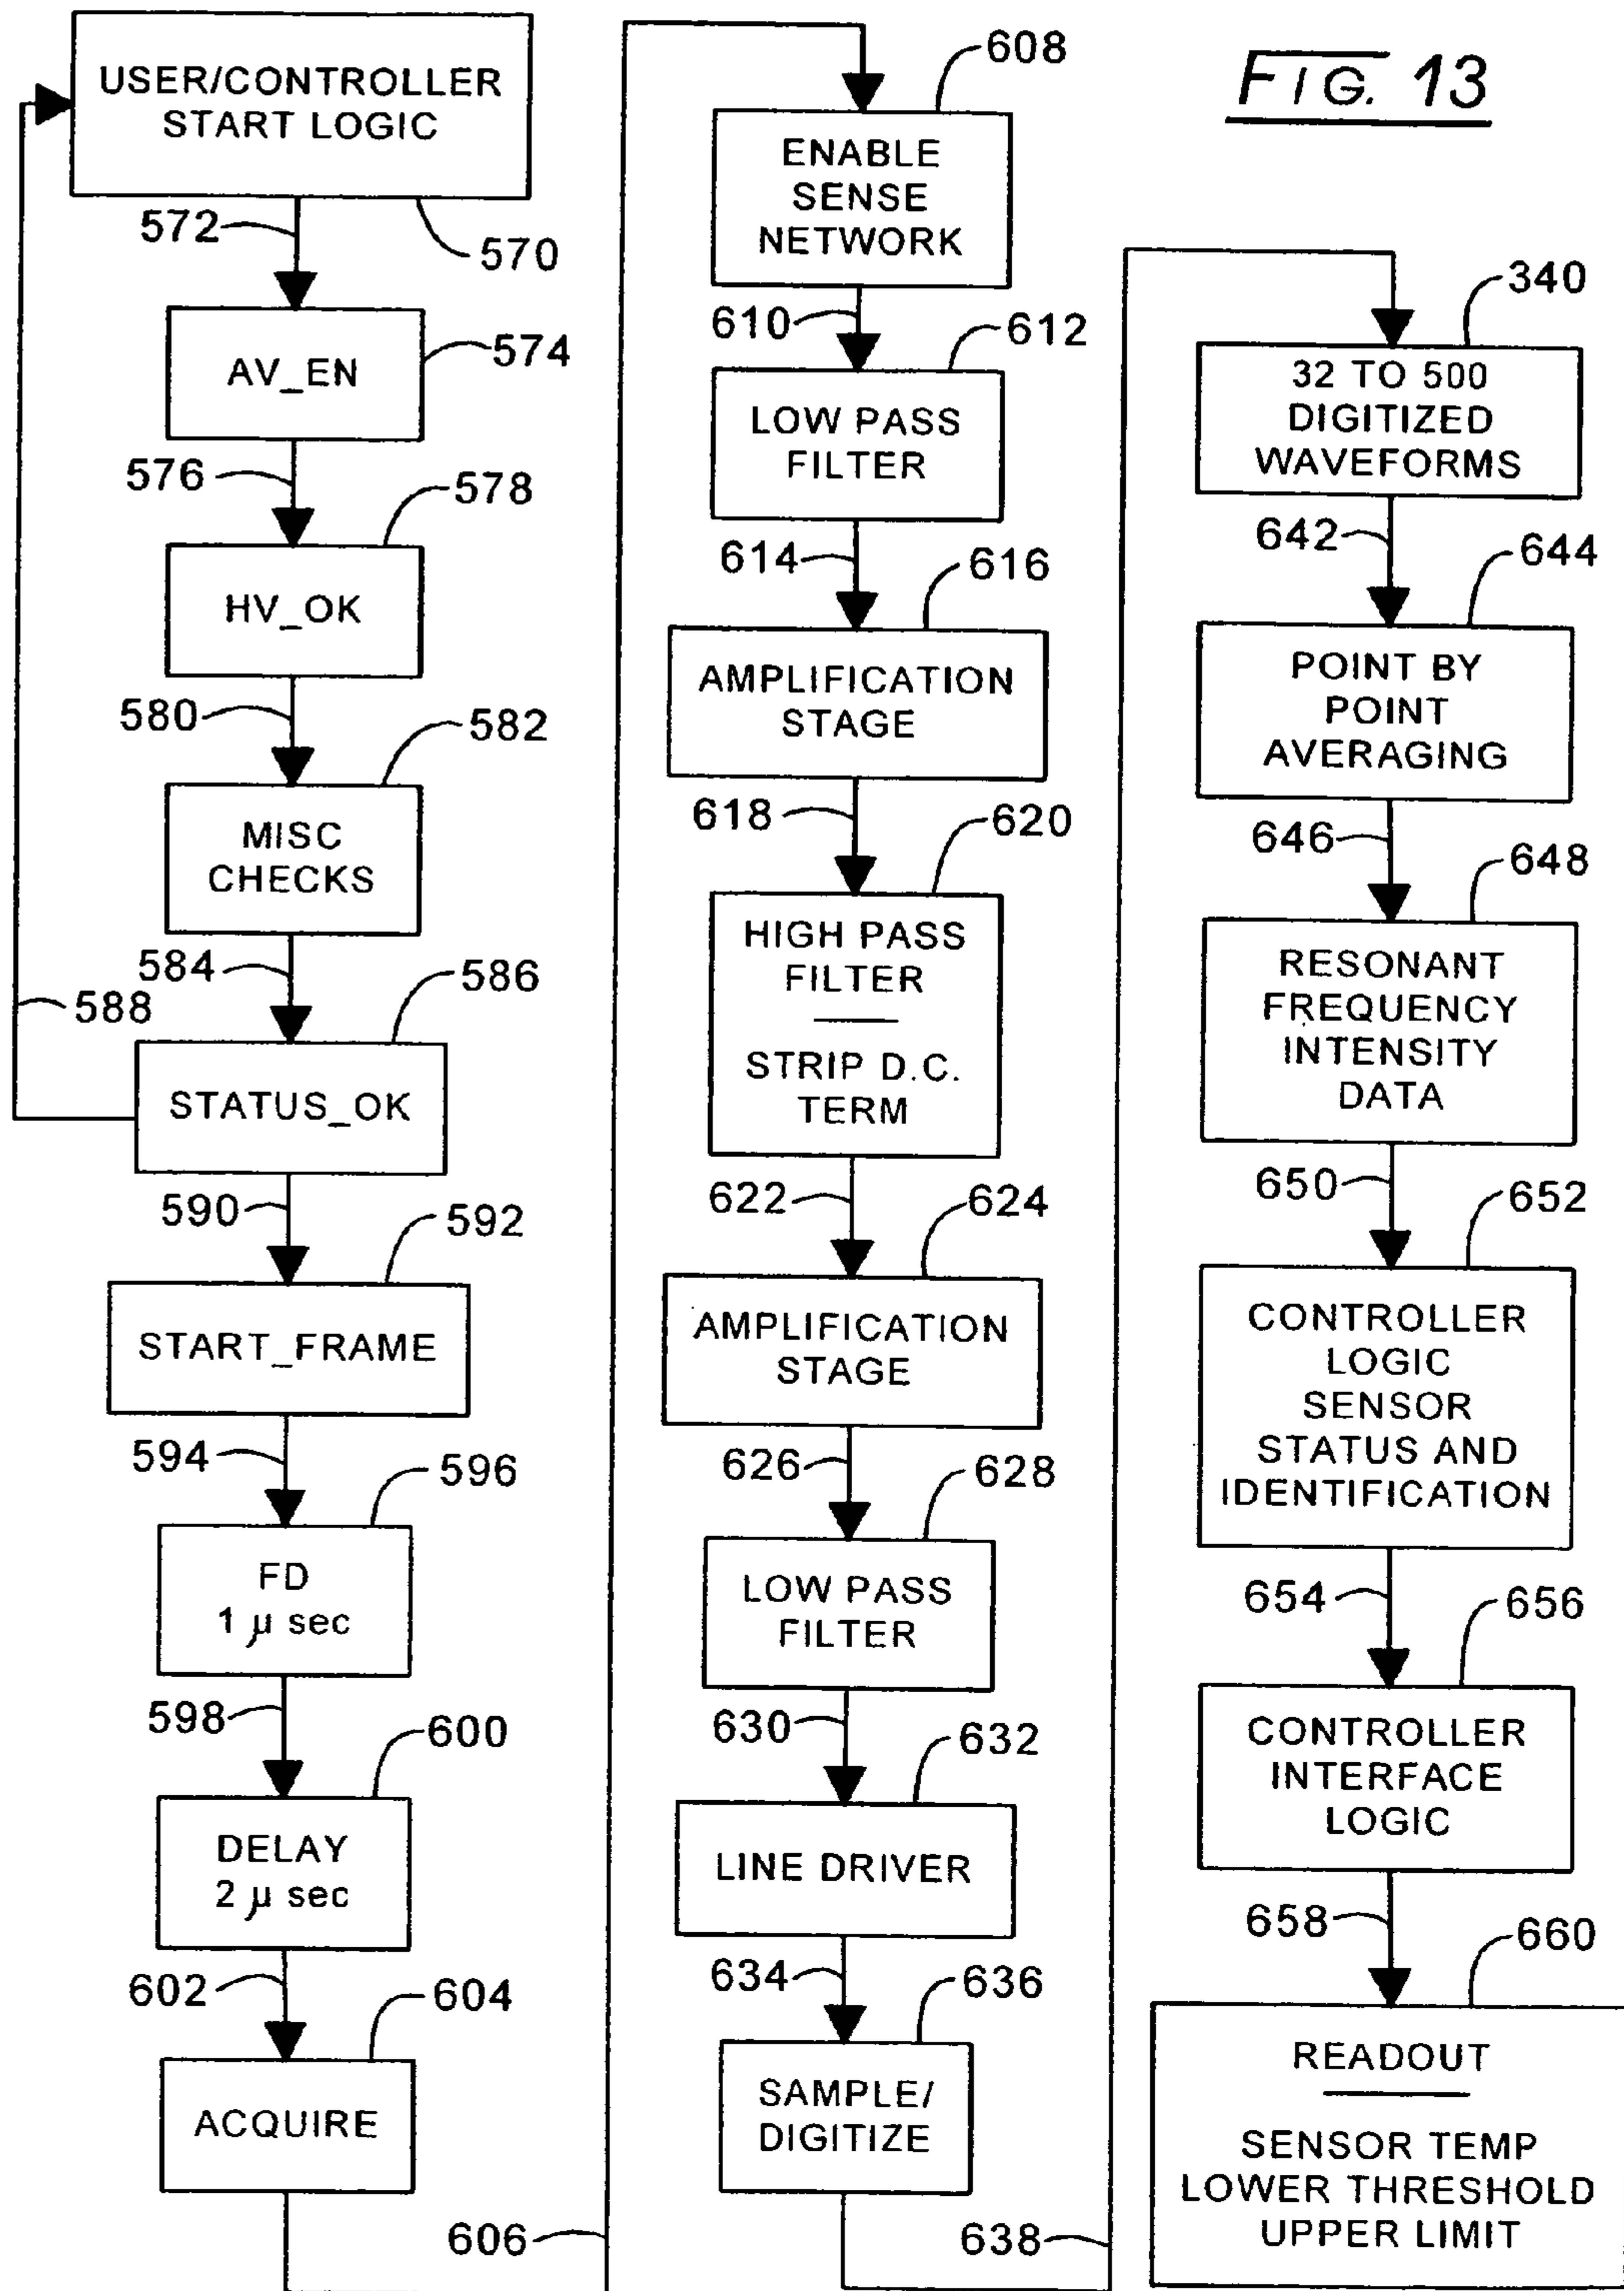 FIG. 13
USER/CONTROLLER
START LOGIC
572
570
AV_EN
574
576
578
HV_OK
580
582
MISC
CHECKS
584
586
588
STATUS_OK
590
592
START_FRAME
594
596
FD
1 μ sec
598
600
DELAY
2 μ sec
602
604
ACQUIRE
606
608
ENABLE
SENSE
NETWORK
610
612
LOW PASS
FILTER
614
616
AMPLIFICATION
STAGE
618
620
HIGH PASS
FILTER
STRIP D.C.
TERM
622
624
AMPLIFICATION
STAGE
626
628
LOW PASS
FILTER
630
632
LINE DRIVER
634
636
SAMPLE/
DIGITIZE
638
340
32 TO 500
DIGITIZED
WAVEFORMS
642
644
POINT BY
POINT
AVERAGING
646
648
RESONANT
FREQUENCY
INTENSITY
DATA
650
652
CONTROLLER
LOGIC
SENSOR
STATUS AND
IDENTIFICATION
654
656
CONTROLLER
INTERFACE
LOGIC
658
660
READOUT
SENSOR TEMP
LOWER THRESHOLD
UPPER LIMIT